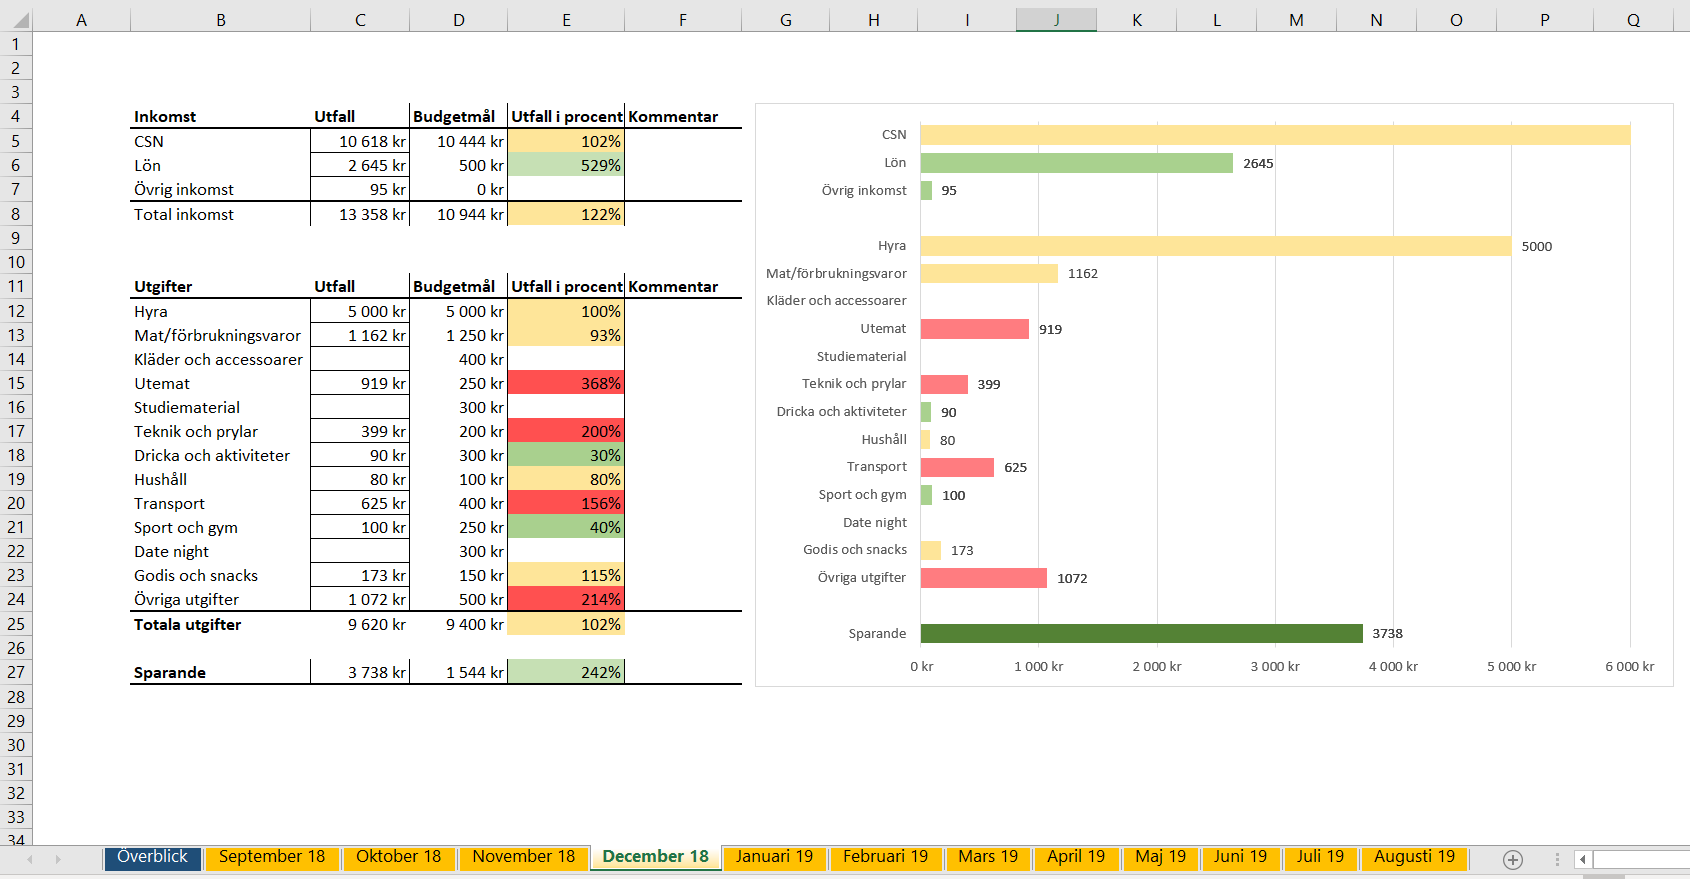 A B C D E F G H I J K L M N O P Q
1
2
3
4 Inkomst Utfall Budgetmål Utfall i procent Kommentar
5 CSN 10 618 kr 10 444 kr 102%
6 Lön 2 645 kr 500 kr 529%
7 Övrig inkomst 95 kr 0 kr
8 Total inkomst 13 358 kr 10 944 kr 122%
9
10
11 Utgifter Utfall Budgetmål Utfall i procent Kommentar
12 Hyra 5 000 kr 5 000 kr 100%
13 Mat/förbrukningsvaror 1 162 kr 1 250 kr 93%
14 Kläder och accessoarer 400 kr
15 Utemat 919 kr 250 kr 368%
16 Studiematerial 300 kr
17 Teknik och prylar 399 kr 200 kr 200%
18 Dricka och aktiviteter 90 kr 300 kr 30%
19 Hushåll 80 kr 100 kr 80%
20 Transport 625 kr 400 kr 156%
21 Sport och gym 100 kr 250 kr 40%
22 Date night 300 kr
23 Godis och snacks 173 kr 150 kr 115%
24 Övriga utgifter 1 072 kr 500 kr 214%
25 Totala utgifter 9 620 kr 9 400 kr 102%
26
27 Sparande 3 738 kr 1 544 kr 242%
28
29
30
31
32
33
34
CSN
Lön 2645
Övrig inkomst 95
Hyra 5000
Mat/förbrukningsvaror 1162
Kläder och accessoarer
Utemat 919
Studiematerial
Teknik och prylar 399
Dricka och aktiviteter 90
Hushåll 80
Transport 625
Sport och gym 100
Date night
Godis och snacks 173
Övriga utgifter 1072
Sparande 3738
0 kr 1 000 kr 2 000 kr 3 000 kr 4 000 kr 5 000 kr 6 000 kr
Överblick September 18 Oktober 18 November 18 December 18 Januari 19 Februari 19 Mars 19 April 19 Maj 19 Juni 19 Juli 19 Augusti 19